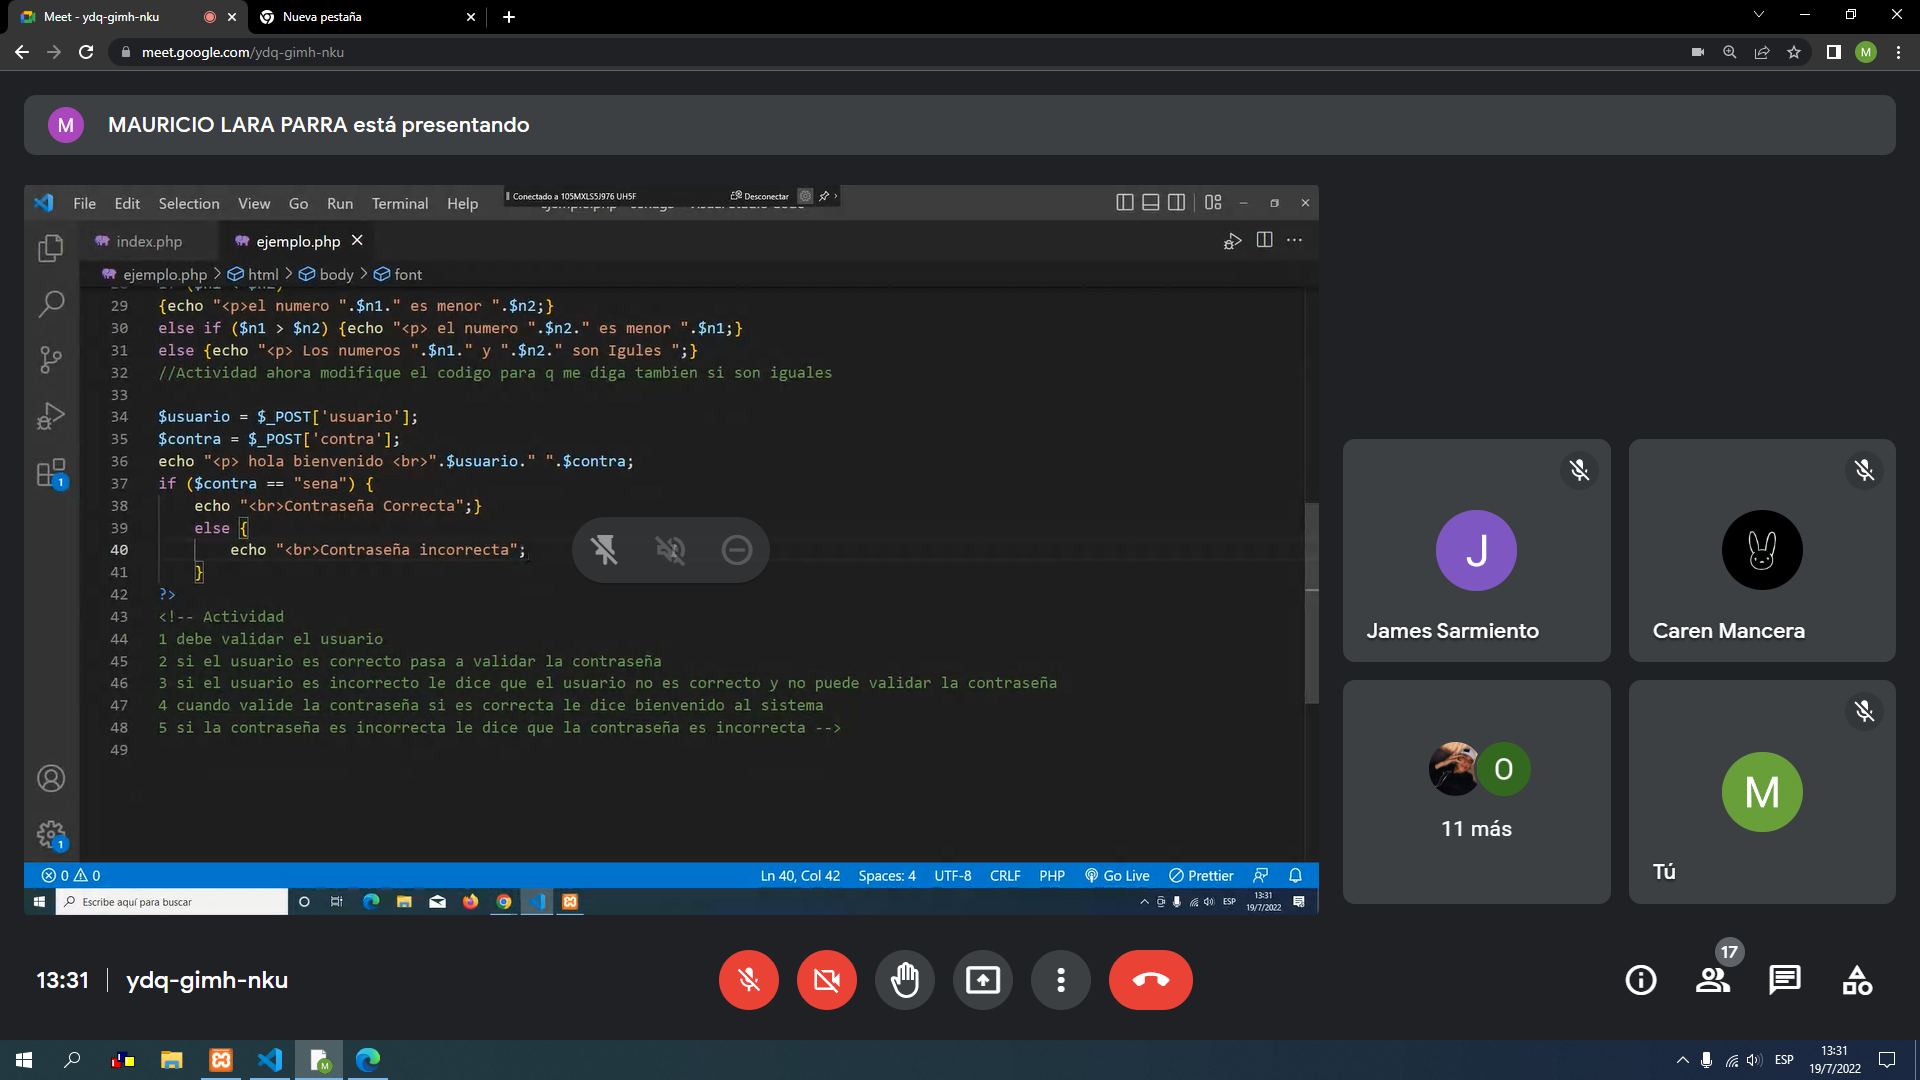 Meet - ydq-gimh-nku
Nueva pestaña
meet.google.com/ydq-gimh-nku
M
M
MAURICIO LARA PARRA está presentando
File Edit Selection View Go Run Terminal Help
Conectado a 105MXLS5J976 UH5F
Desconectar
index.php
ejemplo.php
ejemplo.php > html > body > font
29 {echo "<p>el numero ".$n1." es menor ".$n2;}
30 else if ($n1 > $n2) {echo "<p> el numero ".$n2." es menor ".$n1;}
31 else {echo "<p> Los numeros ".$n1." y ".$n2." son Igules ";}
32 //Actividad ahora modifique el codigo para q me diga tambien si son iguales
33
34 $usuario = $_POST['usuario'];
35 $contra = $_POST['contra'];
36 echo "<p> hola bienvenido <br>".$usuario." ".$contra;
37 if ($contra == "sena") {
38 echo "<br>Contraseña Correcta";}
39 else {
40 echo "<br>Contraseña incorrecta";
41 }
42 ?>
43 <!-- Actividad
44 1 debe validar el usuario
45 2 si el usuario es correcto pasa a validar la contraseña
46 3 si el usuario es incorrecto le dice que el usuario no es correcto y no puede validar la contraseña
47 4 cuando valide la contraseña si es correcta le dice bienvenido al sistema
48 5 si la contraseña es incorrecta le dice que la contraseña es incorrecta -->
49
1
1
0 0
Ln 40, Col 42 Spaces: 4 UTF-8 CRLF PHP Go Live Prettier
Escribe aquí para buscar
ESP
13:31
19/7/2022
J
James Sarmiento
Caren Mancera
O
11 más
M
Tú
13:31 ydq-gimh-nku
17
M
ESP
13:31
19/7/2022